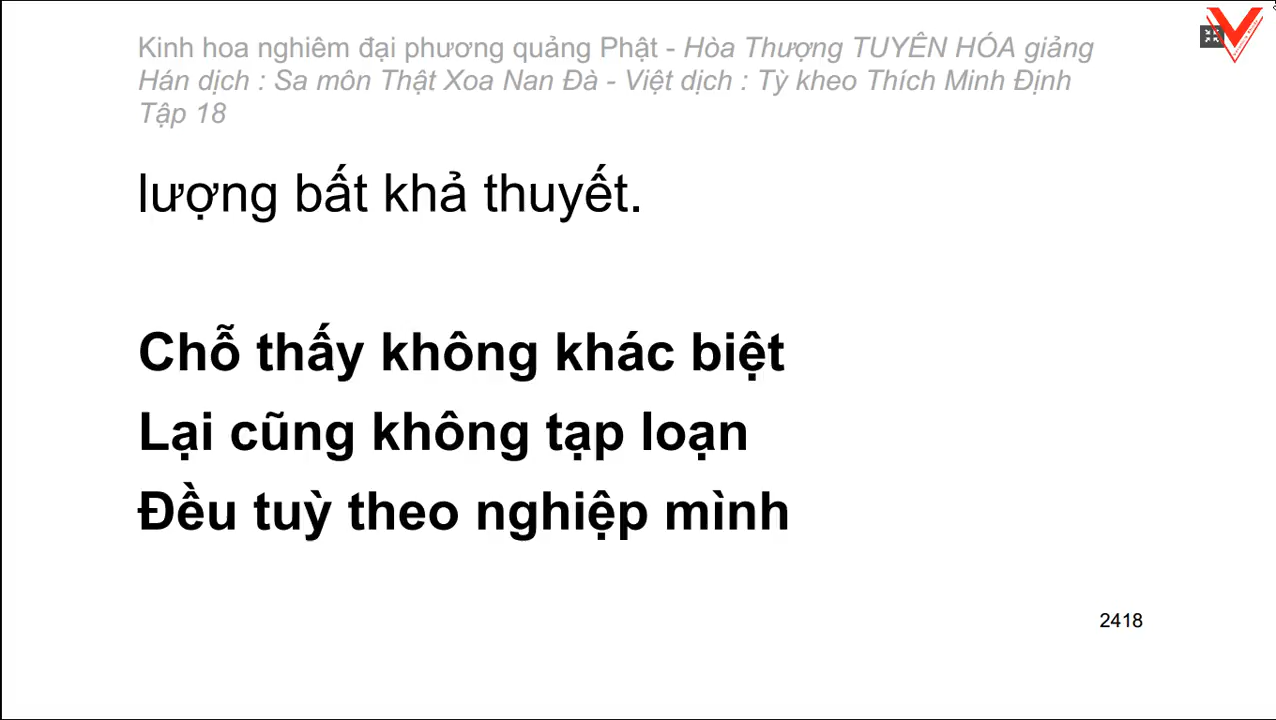 Kinh hoa nghiêm đại phương quảng Phật - Hòa Thượng TUYÊN HÓA giảng
Hán dịch : Sa môn Thật Xoa Nan Đà - Việt dịch : Tỳ kheo Thích Minh Định
Tập 18
lượng bất khả thuyết.
Chỗ thấy không khác biệt
Lại cũng không tạp loạn
Đều tuỳ theo nghiệp mình
2418